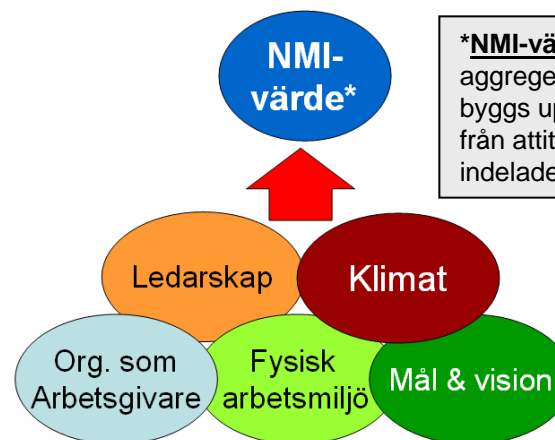 NMI-
värde*
*NMI-vä
aggrege
byggs up
från attit
indelade
Ledarskap
Klimat
Org. som
Arbetsgivare
Fysisk
arbetsmiljö
Mål & vision